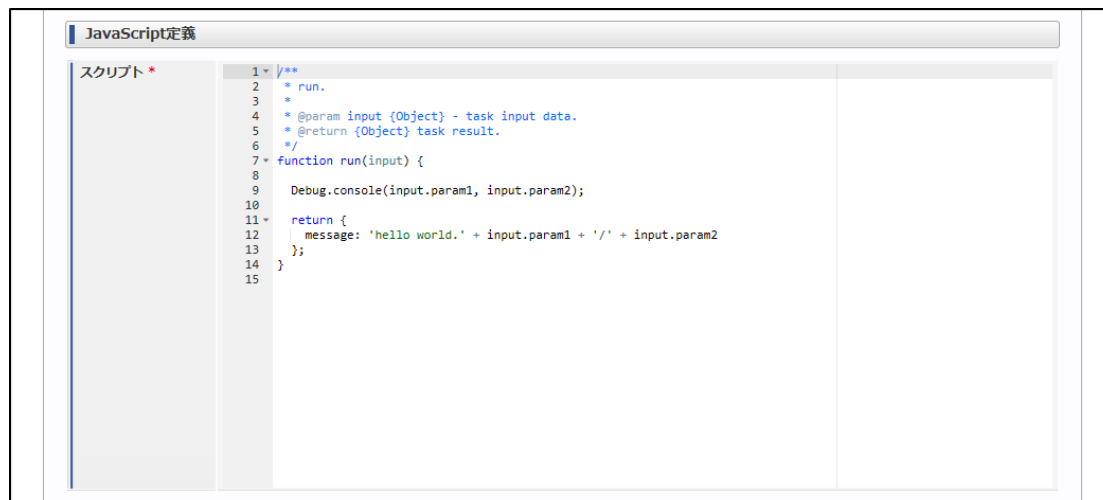 JavaScript定義
スクリプト *
1 /**
2  * run.
3  *
4  * @param input {Object} - task input data.
5  * @return {Object} task result.
6  */
7 function run(input) {
8
9   Debug.console(input.param1, input.param2);
10
11   return {
12     message: 'hello world.' + input.param1 + '/' + input.param2
13   };
14 }
15